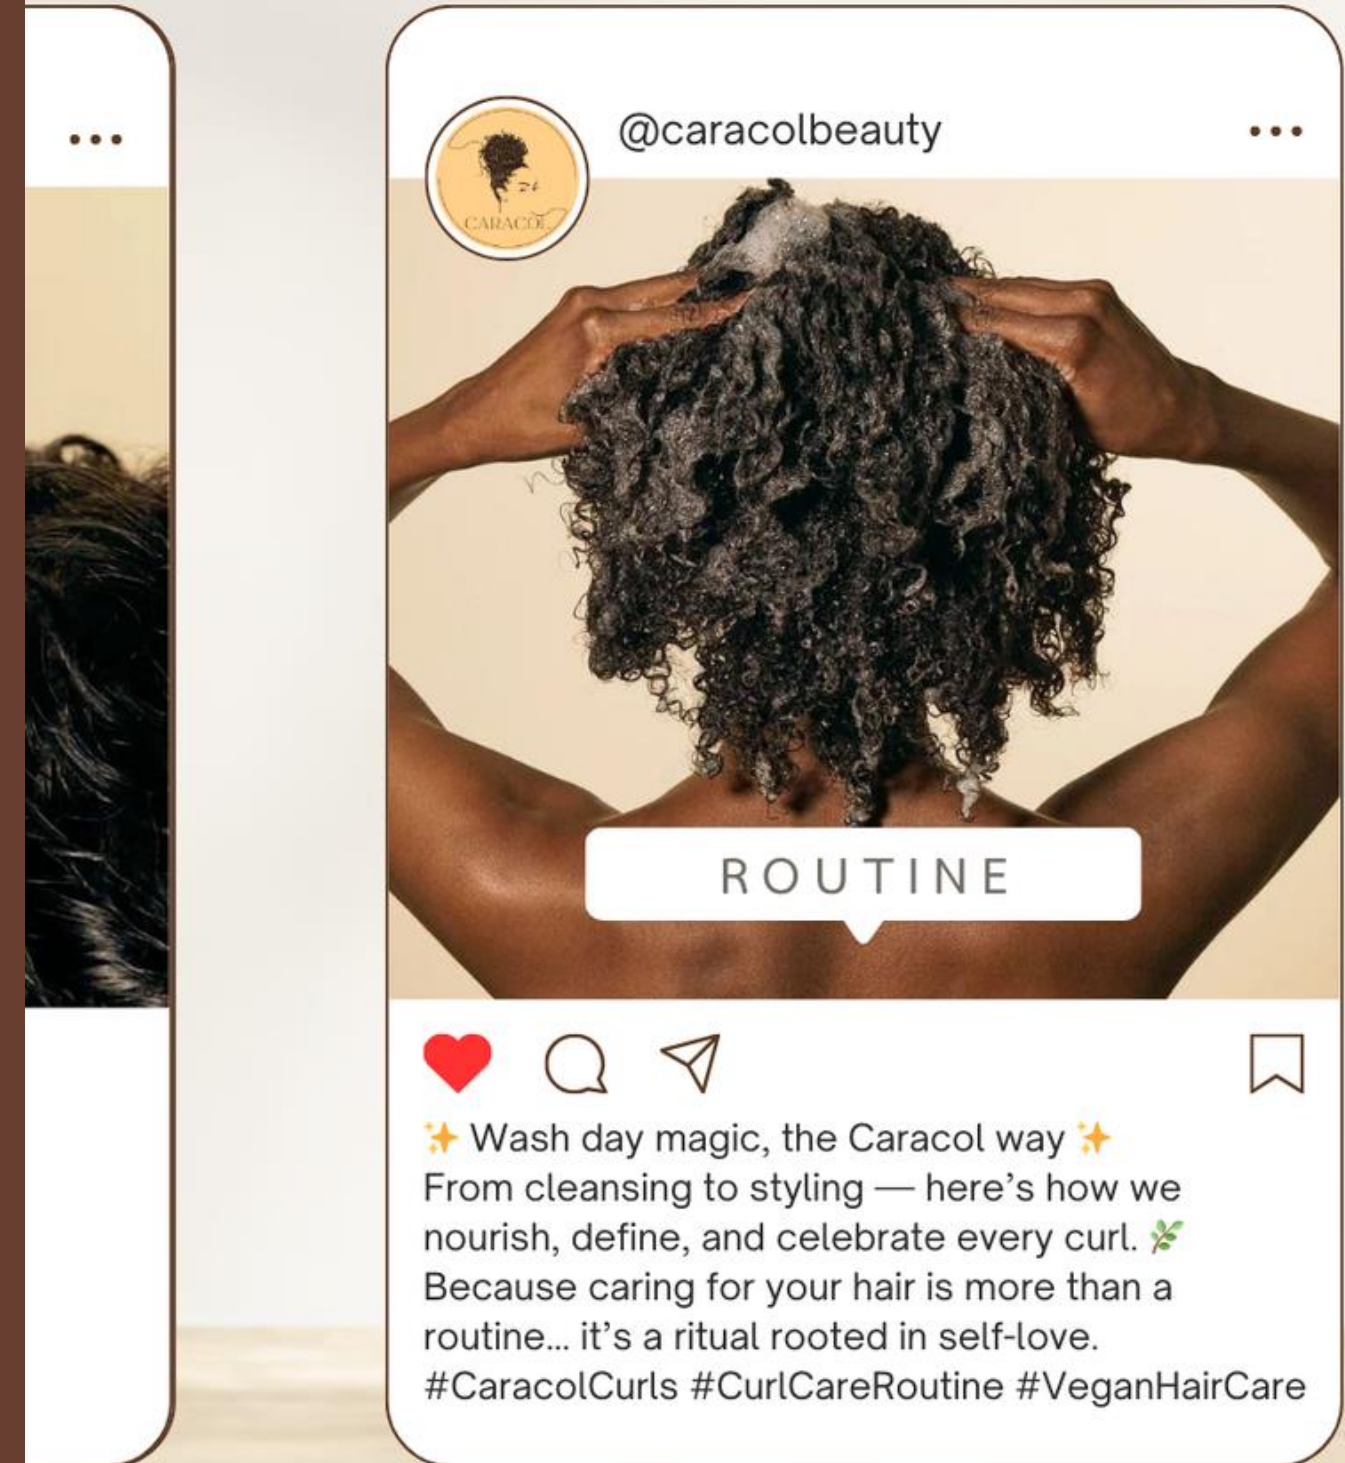 @caracolbeauty
CARACOL
ROUTINE
✨ Wash day magic, the Caracol way ✨
From cleansing to styling — here’s how we
nourish, define, and celebrate every curl. 🌿
Because caring for your hair is more than a
routine... it’s a ritual rooted in self-love.
#CaracolCurls #CurlCareRoutine #VeganHairCare